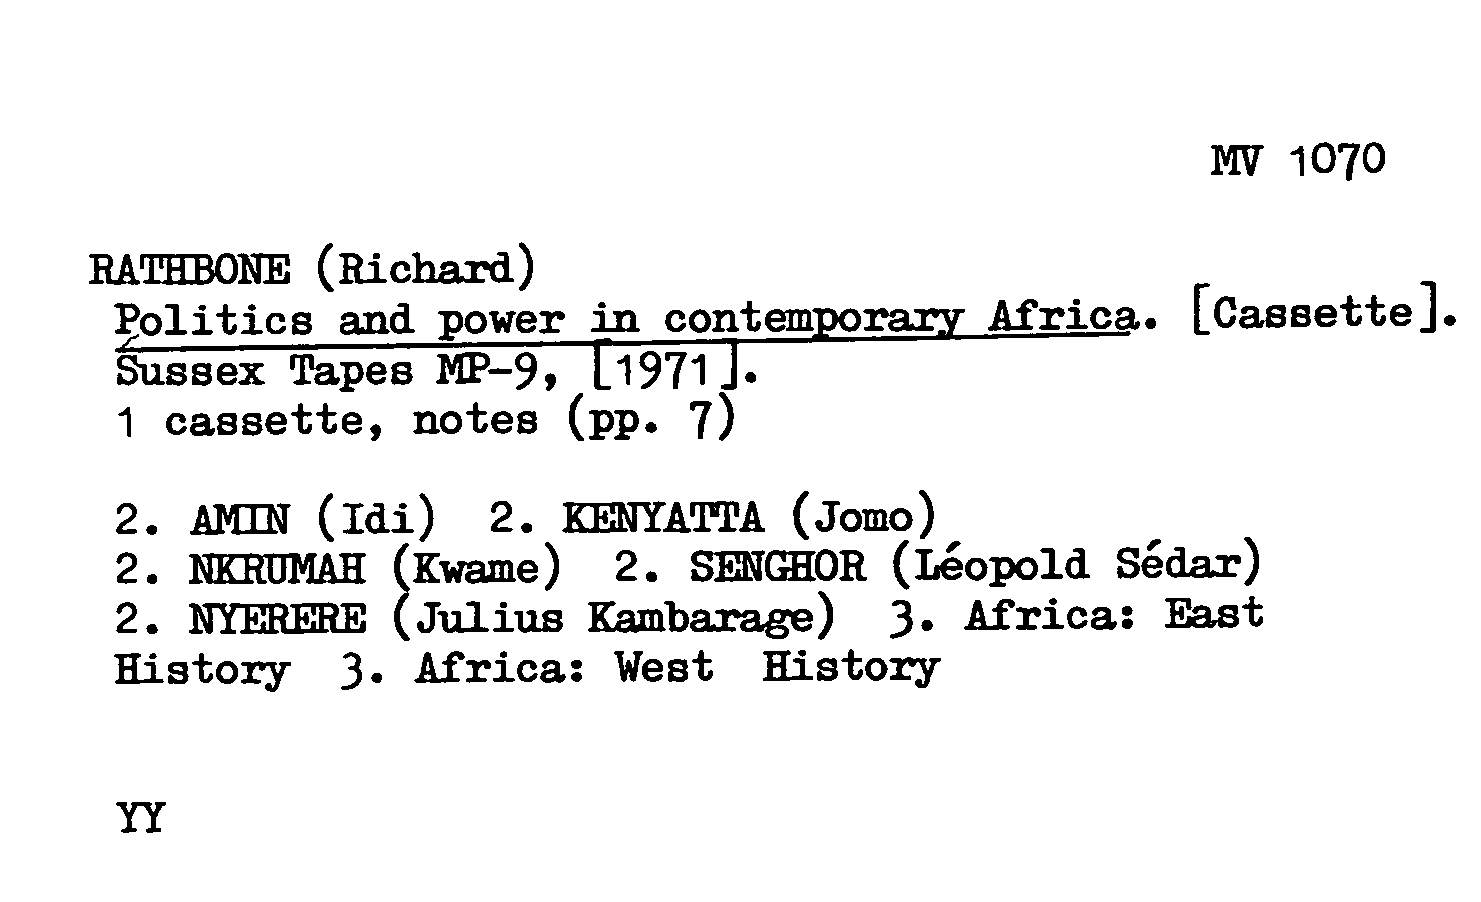 MV 1070
RATHBONE (Richard)
Politics and power in contemporary Africa. [Cassette].
Sussex Tapes MP-9, [1971].
1 cassette, notes (pp. 7)
2. AMIN (Idi) 2. KENYATTA (Jomo)
2. NKRUMAH (Kwame) 2. SENGHOR (Léopold Sédar)
2. NYERERE (Julius Kambarage) 3. Africa: East
History 3. Africa: West History
YY